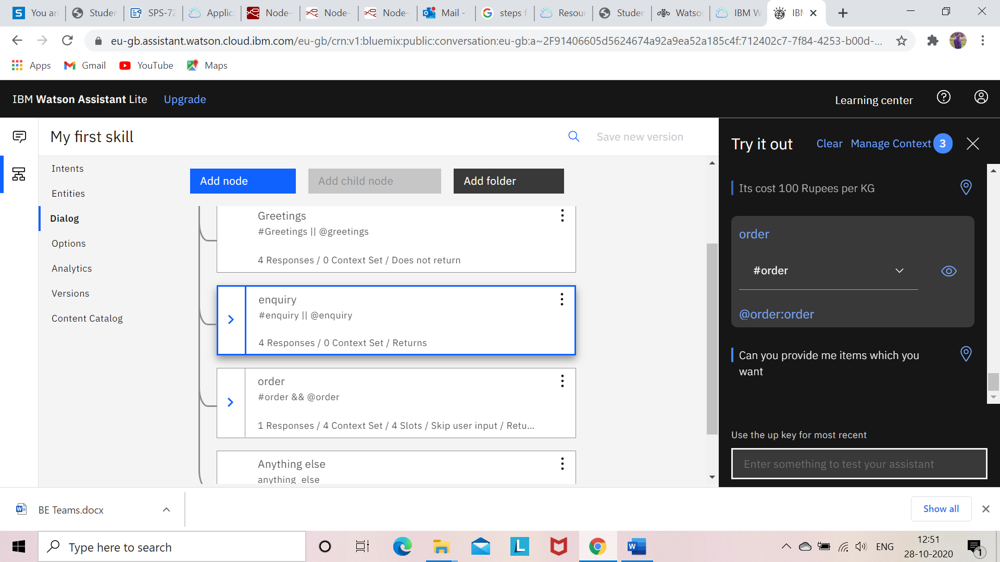 You ar
Studen
SPS-72
Applic
Node-
Node-
Node-
Mail -
steps f
Resour
Studen
Watson
IBM W
IBM
eu-gb.assistant.watson.cloud.ibm.com/eu-gb/crn:v1:bluemix:public:conversation:eu-gb:a~2F91406605d5624674a92a9ea52a185c4f:712402c7-7f84-4253-b00d-...
Apps
Gmail
YouTube
Maps
IBM Watson Assistant Lite
Upgrade
Learning center
My first skill
Save new version
Try it out
Clear
Manage Context
3
Intents
Entities
Dialog
Options
Analytics
Versions
Content Catalog
Add node
Add child node
Add folder
Greetings
#Greetings || @greetings
4 Responses / 0 Context Set / Does not return
enquiry
#enquiry || @enquiry
4 Responses / 0 Context Set / Returns
order
#order && @order
1 Responses / 4 Context Set / 4 Slots / Skip user input / Retu...
Anything else
anything_else
Its cost 100 Rupees per KG
order
#order
@order:order
Can you provide me items which you
want
Use the up key for most recent
Enter something to test your assistant
BE Teams.docx
Show all
Type here to search
ENG
12:51
28-10-2020
1